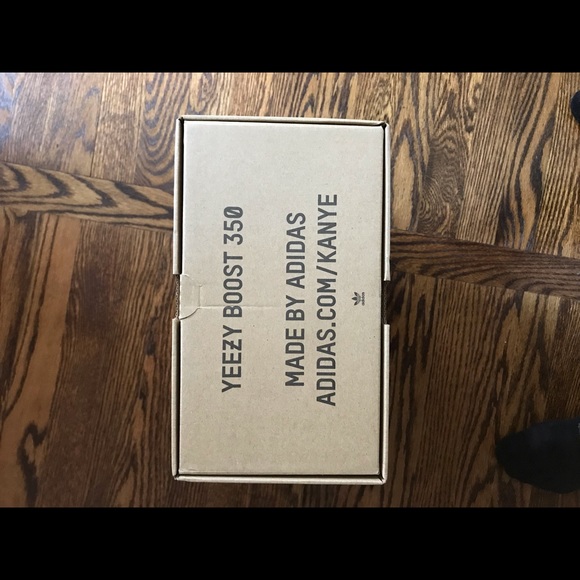 YEEZY BOOST 350
MADE BY ADIDAS
ADIDAS.COM/KANYE